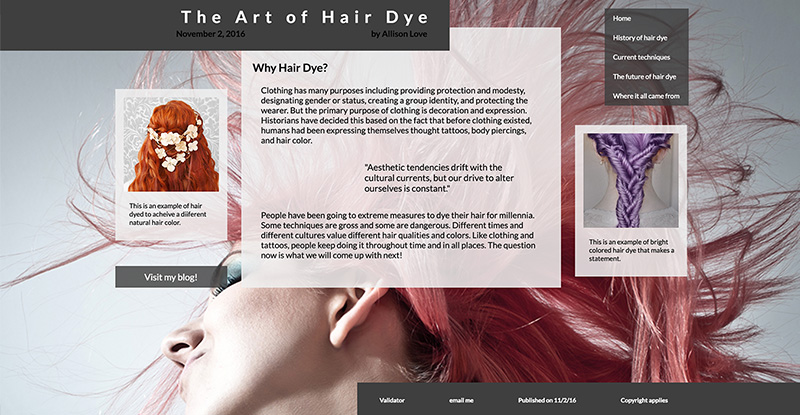 The Art of Hair Dye
November 2, 2016 by Allison Love
Home
History of hair dye
Current techniques
The future of hair dye
Where it all came from
Why Hair Dye?
Clothing has many purposes including providing protection and modesty,
designating gender or status, creating a group identity, and protecting the
wearer. But the primary purpose of clothing is decoration and expression.
Historians have decided this based on the fact that before clothing existed,
humans had been expressing themselves thought tattoos, body piercings,
and hair color.
"Aesthetic tendencies drift with the
cultural currents, but our drive to alter
ourselves is constant."
People have been going to extreme measures to dye their hair for millennia.
Some techniques are gross and some are dangerous. Different times and
different cultures value different hair qualities and colors. Like clothing and
tattoos, people keep doing it throughout time and in all places. The question
now is what we will come up with next!
This is an example of hair
dyed to acheive a diiferent
natural hair color.
Visit my blog!
This is an example of bright
colored hair dye that makes a
statement.
Validator email me Published on 11/2/16 Copyright applies